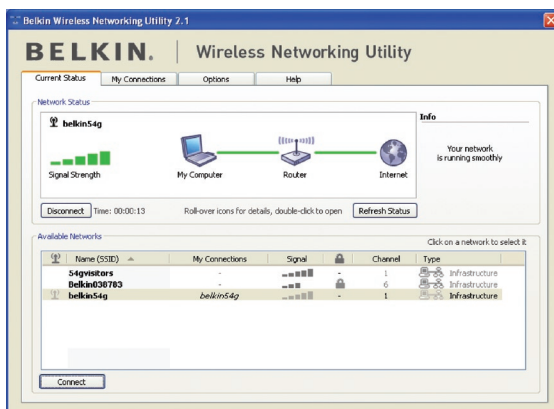 Belkin Wireless Networking Utility 2.1
BELKIN. Wireless Networking Utility
Current Status My Connections Options Help
Network Status
belkin54g
Info
Your network
is running smoothly
Signal Strength My Computer Router Internet
Disconnect Time: 00:00:13 Roll-over icons for details, double-click to open Refresh Status
Available Networks
Click on a network to select it
Name (SSID) My Connections Signal Channel Type
54gvisitors - - 1 Infrastructure
Belkin038783 - 6 Infrastructure
belkin54g belkin54g - 1 Infrastructure
Connect